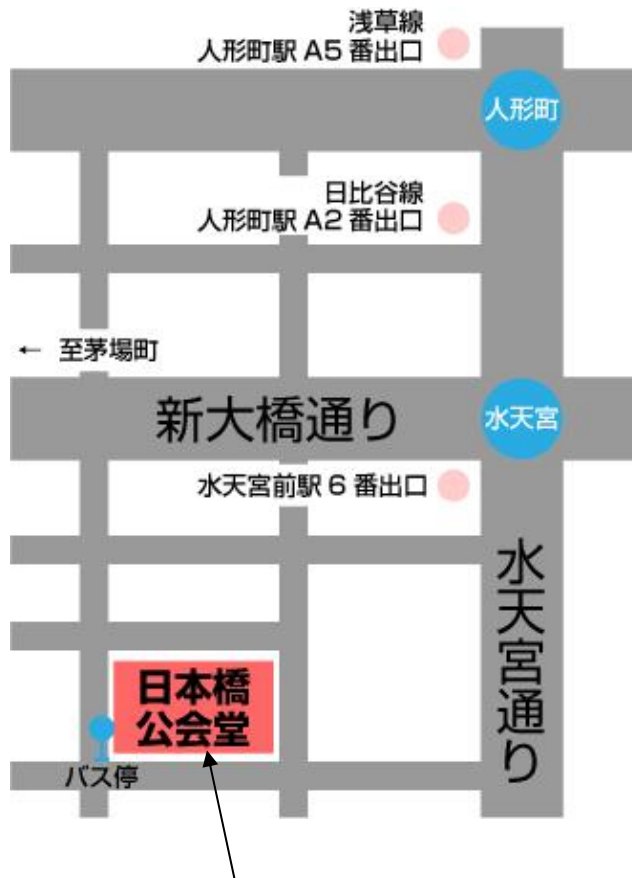 浅草線
人形町駅 A5 番出口
人形町
日比谷線
人形町駅 A2 番出口
← 至茅場町
新大橋通り
水天宮
水天宮前駅 6 番出口
水天宮通り
日本橋
公会堂
バス停